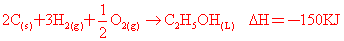 2C(s)+3H2(g)+1/2 O2(g) → C2H5OH(L) ΔH=−150KJ